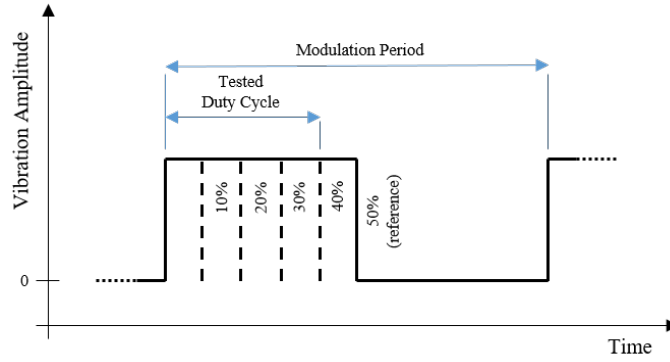 Modulation Period
Tested
Duty Cycle
Vibration Amplitude
10%
20%
30%
40%
50%
(reference)
0
Time